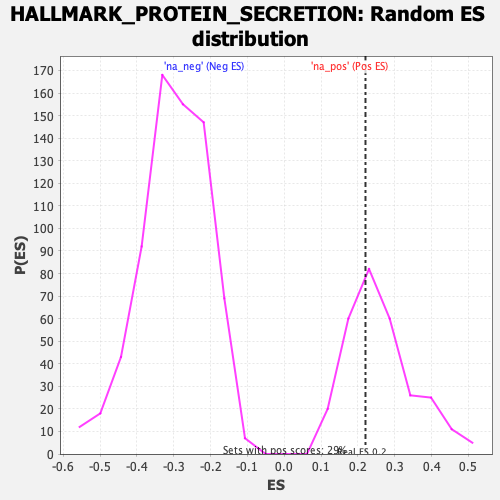 HALLMARK_PROTEIN_SECRETION: Random ES
distribution
'na_neg' (Neg ES)
'na_pos' (Pos ES)
170
160
150
140
130
120
110
100
90
80
70
60
50
40
30
20
10
0
P(ES)
Sets with pos scores: 29%
Real ES 0.2
-0.6 -0.5 -0.4 -0.3 -0.2 -0.1 0.0 0.1 0.2 0.3 0.4 0.5
ES